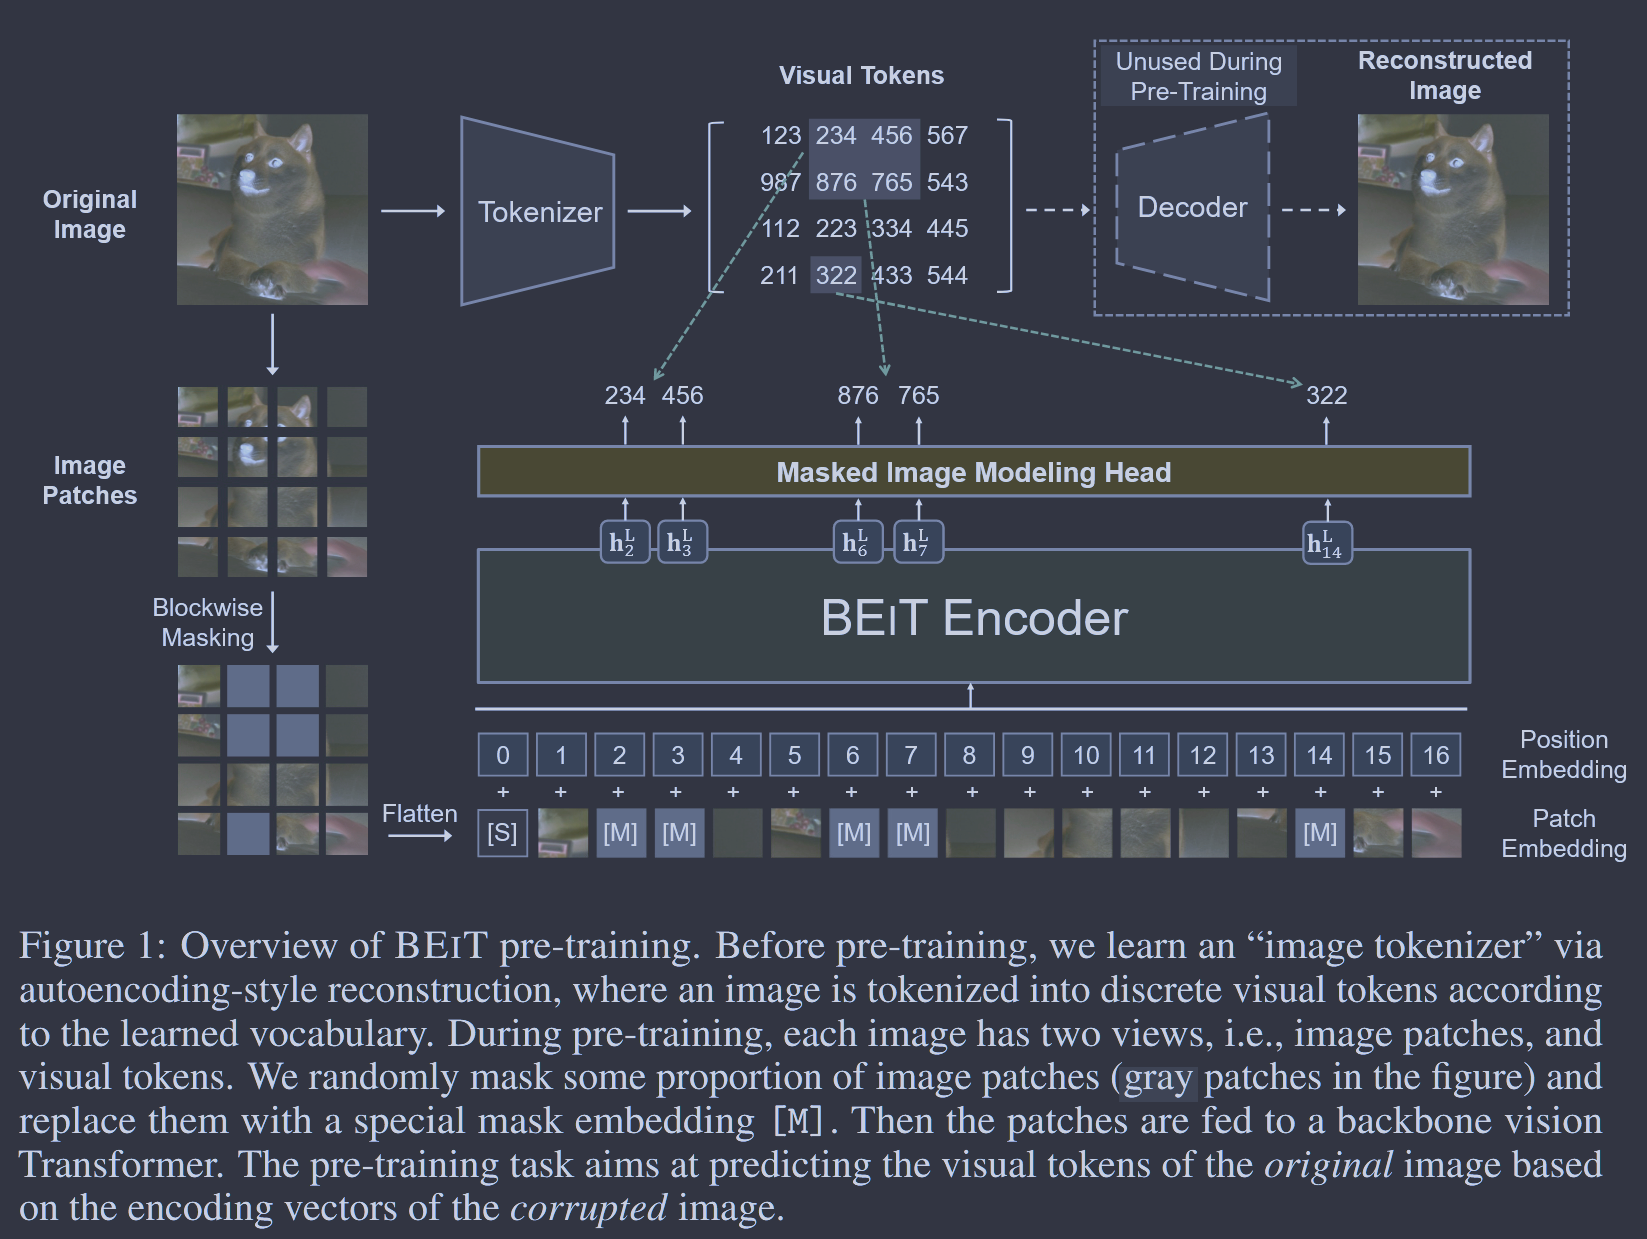 Visual Tokens
Unused During
Pre-Training
Reconstructed
Image
Original
Image
Tokenizer
123 234 456 567
987 876 765 543
112 223 334 445
211 322 433 544
Decoder
234 456 876 765 322
Image
Patches
Masked Image Modeling Head
h₂ᴸ h₃ᴸ h₆ᴸ h₇ᴸ h₁₄ᴸ
BEIT Encoder
Blockwise
Masking
0 1 2 3 4 5 6 7 8 9 10 11 12 13 14 15 16
Position
Embedding
+ + + + + + + + + + + + + + + + +
Flatten
[S] [M] [M] [M] [M] [M]
Patch
Embedding
Figure 1: Overview of BEIT pre-training. Before pre-training, we learn an “image tokenizer” via
autoencoding-style reconstruction, where an image is tokenized into discrete visual tokens according
to the learned vocabulary. During pre-training, each image has two views, i.e., image patches, and
visual tokens. We randomly mask some proportion of image patches (gray patches in the figure) and
replace them with a special mask embedding [M]. Then the patches are fed to a backbone vision
Transformer. The pre-training task aims at predicting the visual tokens of the original image based
on the encoding vectors of the corrupted image.